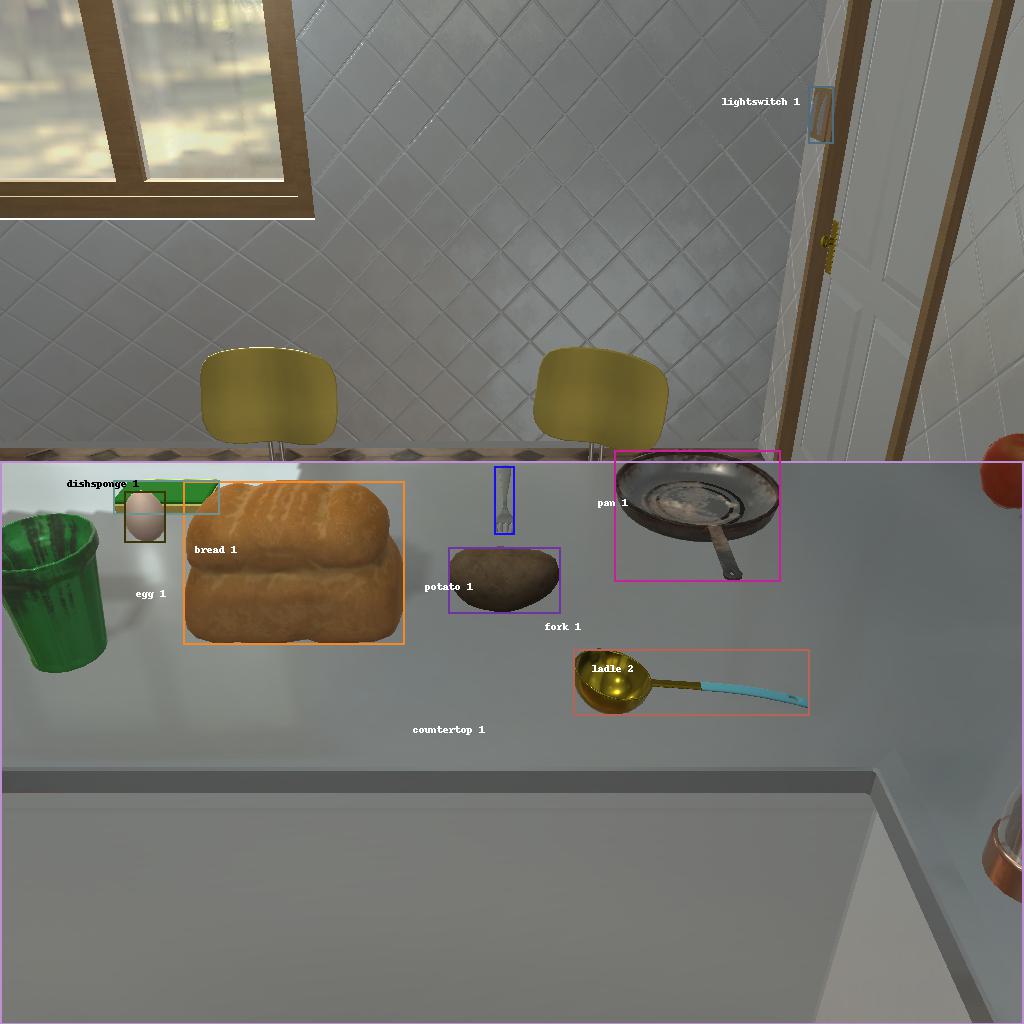 lightswitch 1
dishsponge 1
pan 1
bread 1
potato 1
egg 1
fork 1
ladle 2
countertop 1